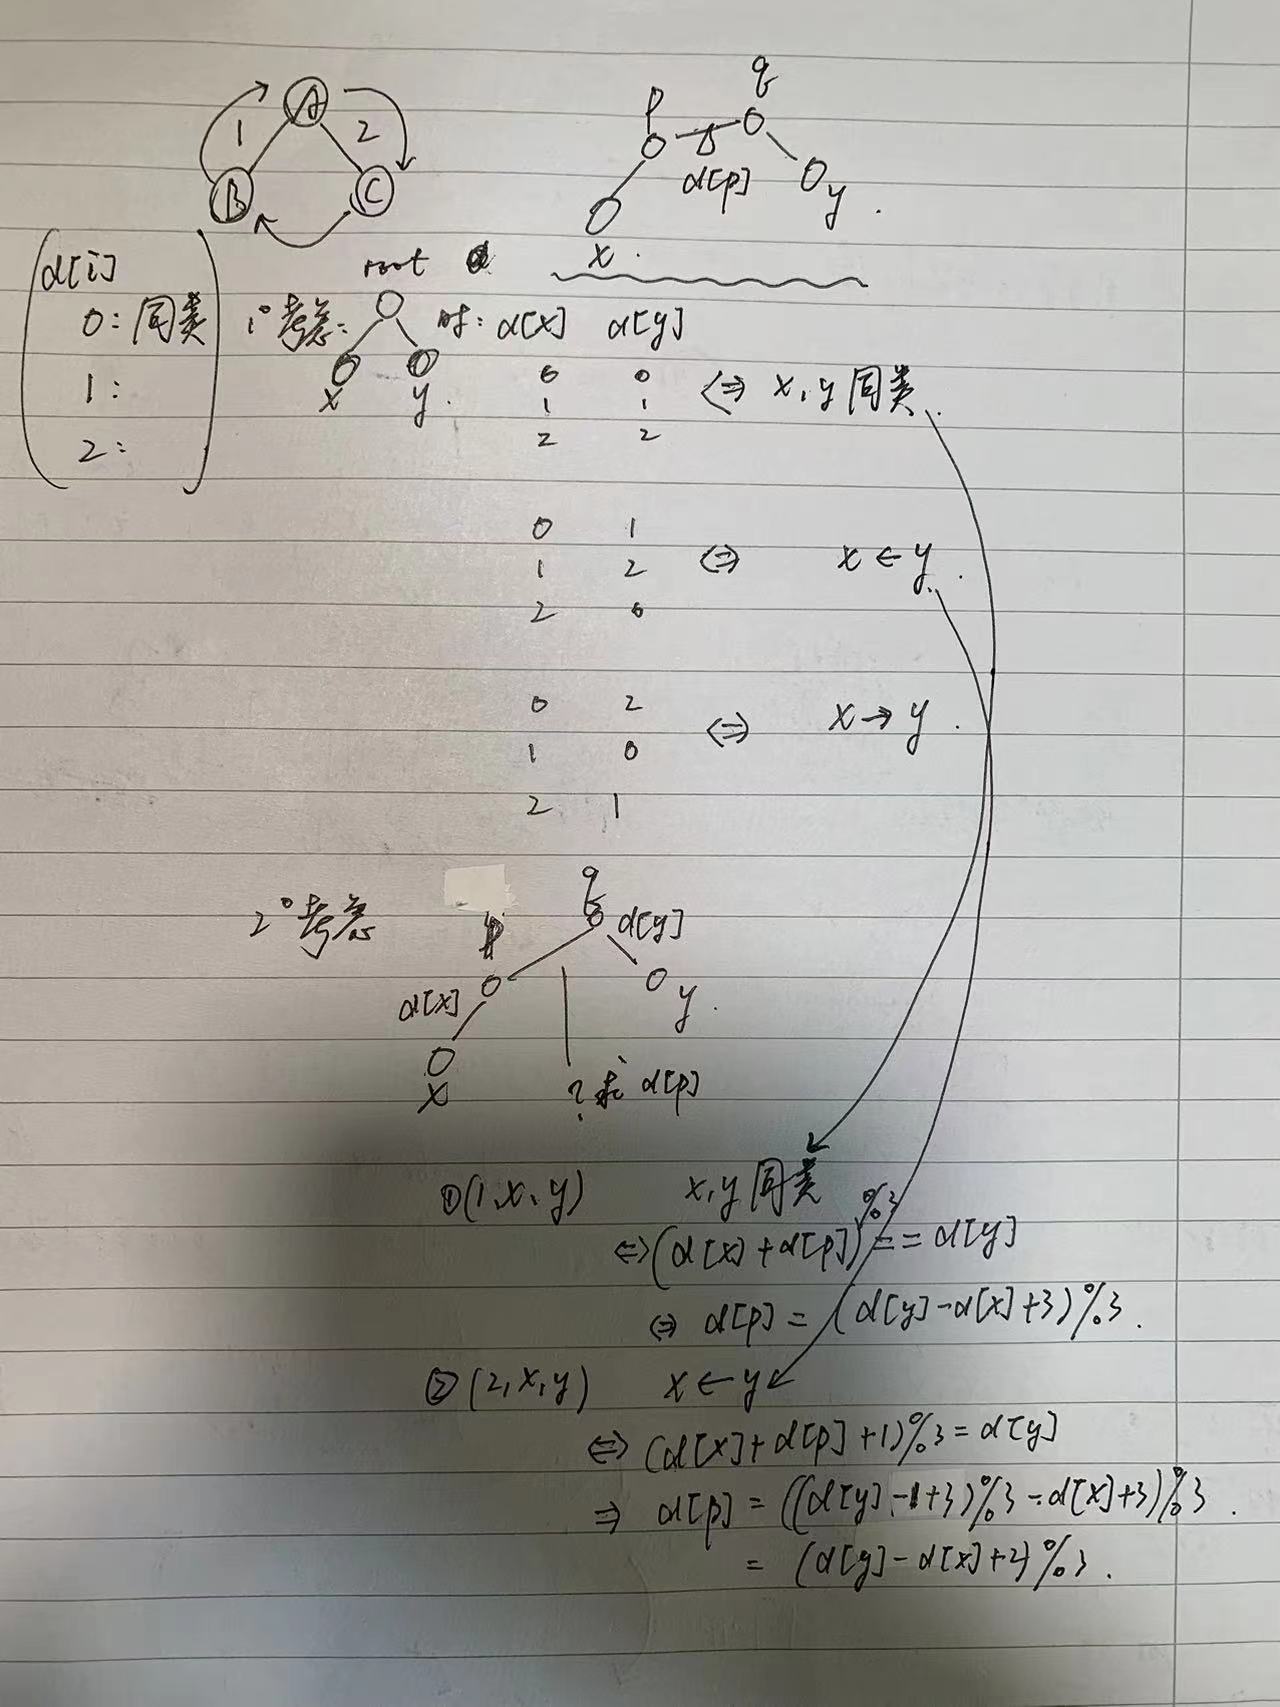 A
1
2
B
C
p
q
d[p]
x
y.
d[i]
0: 同类
1:
2:
root
1° 考虑:
x
y.
时: d[x] d[y]
0 0
1 1
2 2
⇔ x, y 同类.
0 1
1 2
2 0
⇔ x ← y.
0 2
1 0
2 1
⇔ x → y.
2° 考虑
q
d[y]
p
d[x]
y.
x
? 求 d[p]
①(1,x,y) x,y 同类
⇔ (d[x]+d[p])%3 == d[y]
⇔ d[p] = (d[y]-d[x]+3)%3.
②(2,x,y) x ← y
⇔ (d[x]+d[p]+1)%3 = d[y]
⇒ d[p] = ((d[y]-1+3)%3-d[x]+3)%3.
= (d[y]-d[x]+2)%3.